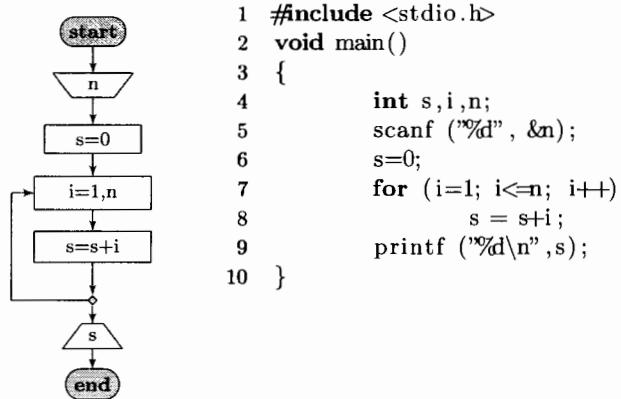 start
n
s=0
i=1,n
s=s+i
s
end
1 #include <stdio.h>
2 void main()
3 {
4 int s,i,n;
5 scanf ("%d", &n);
6 s=0;
7 for (i=1; i<=n; i++)
8 s = s+i;
9 printf ("%d\n",s);
10 }